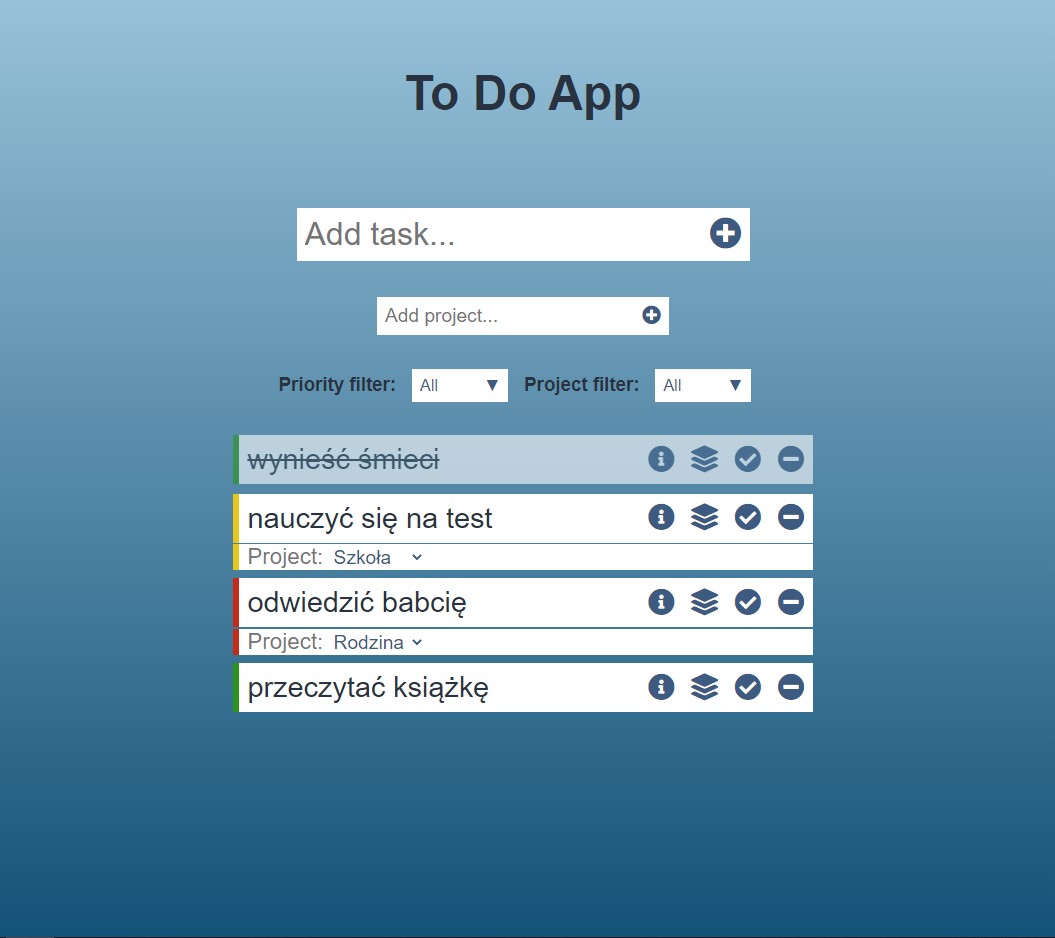 To Do App
Add task...
Add project...
Priority filter: All ▼ Project filter: All ▼
wynieść śmieci
nauczyć się na test
Project: Szkoła
odwiedzić babcię
Project: Rodzina
przeczytać książkę